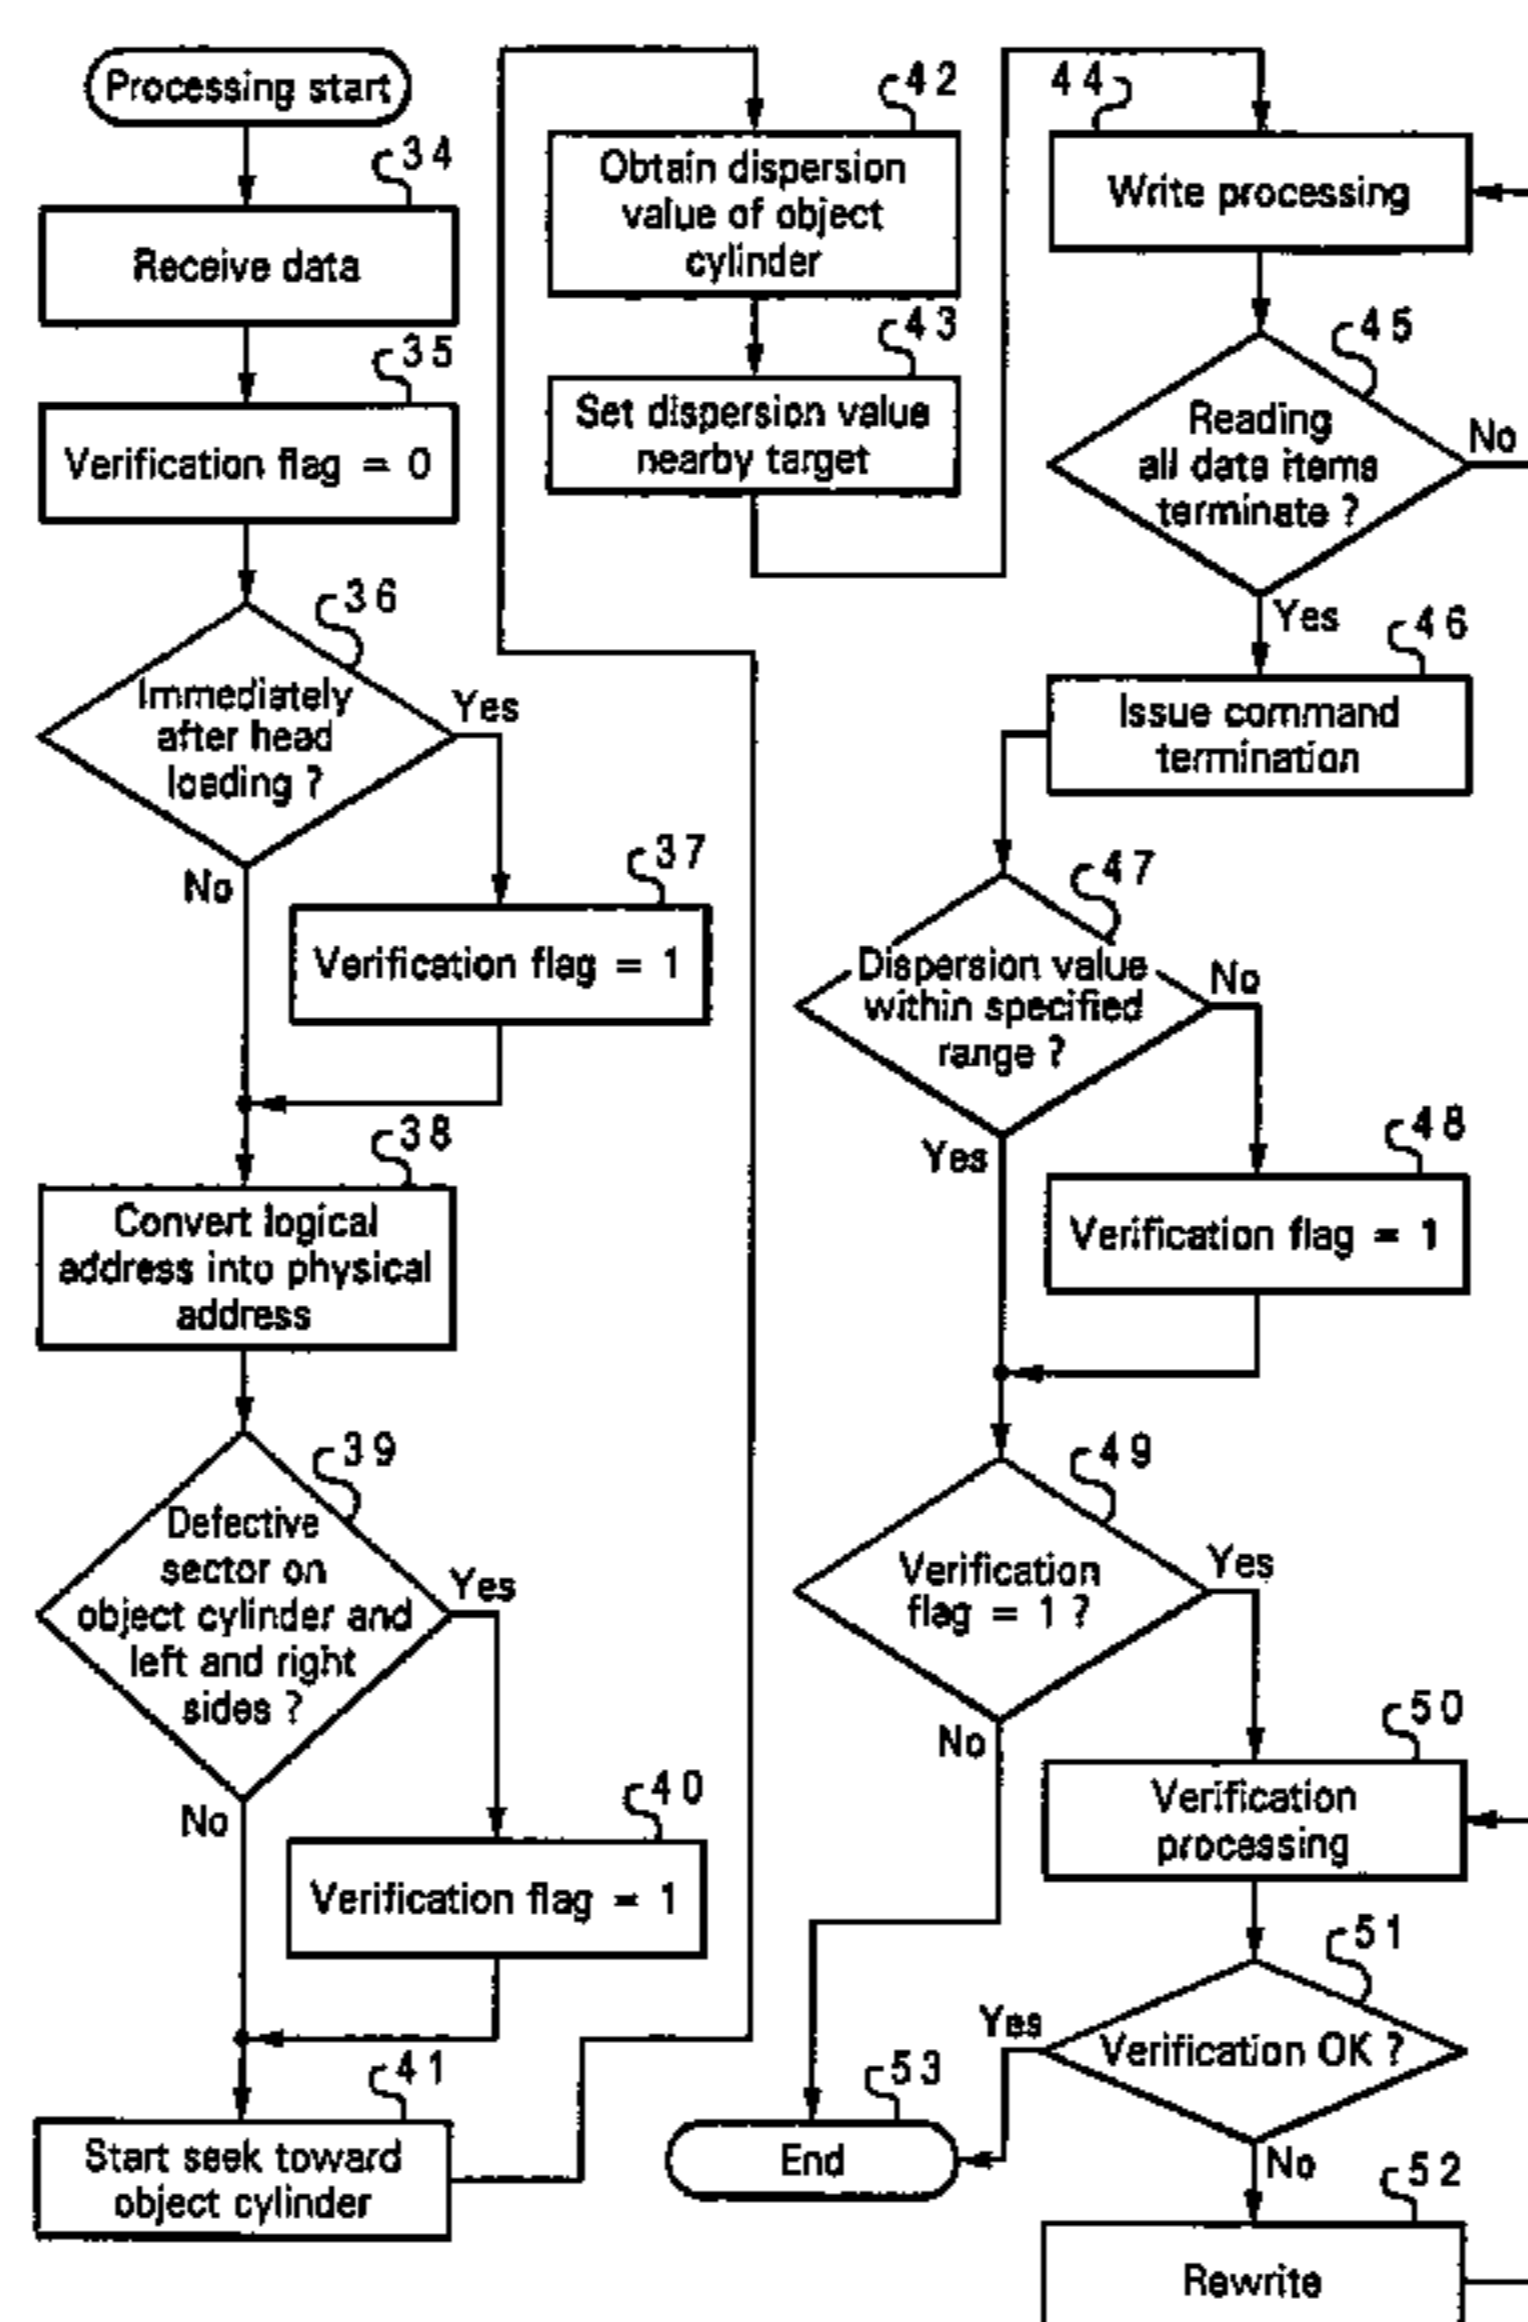 Processing start
34
Receive data
35
Verification flag = 0
36
Immediately
after head
loading ?
Yes
No
37
Verification flag = 1
38
Convert logical
address into physical
address
39
Defective
sector on
object cylinder and
left and right
sides ?
Yes
No
40
Verification flag = 1
41
Start seek toward
object cylinder
42
Obtain dispersion
value of object
cylinder
43
Set dispersion value
nearby target
44
Write processing
45
Reading
all date items
terminate ?
No
Yes
46
Issue command
termination
47
Dispersion value
within specified
range ?
No
Yes
48
Verification flag = 1
49
Verification
flag = 1 ?
Yes
No
50
Verification
processing
51
Verification OK ?
Yes
No
52
Rewrite
53
End